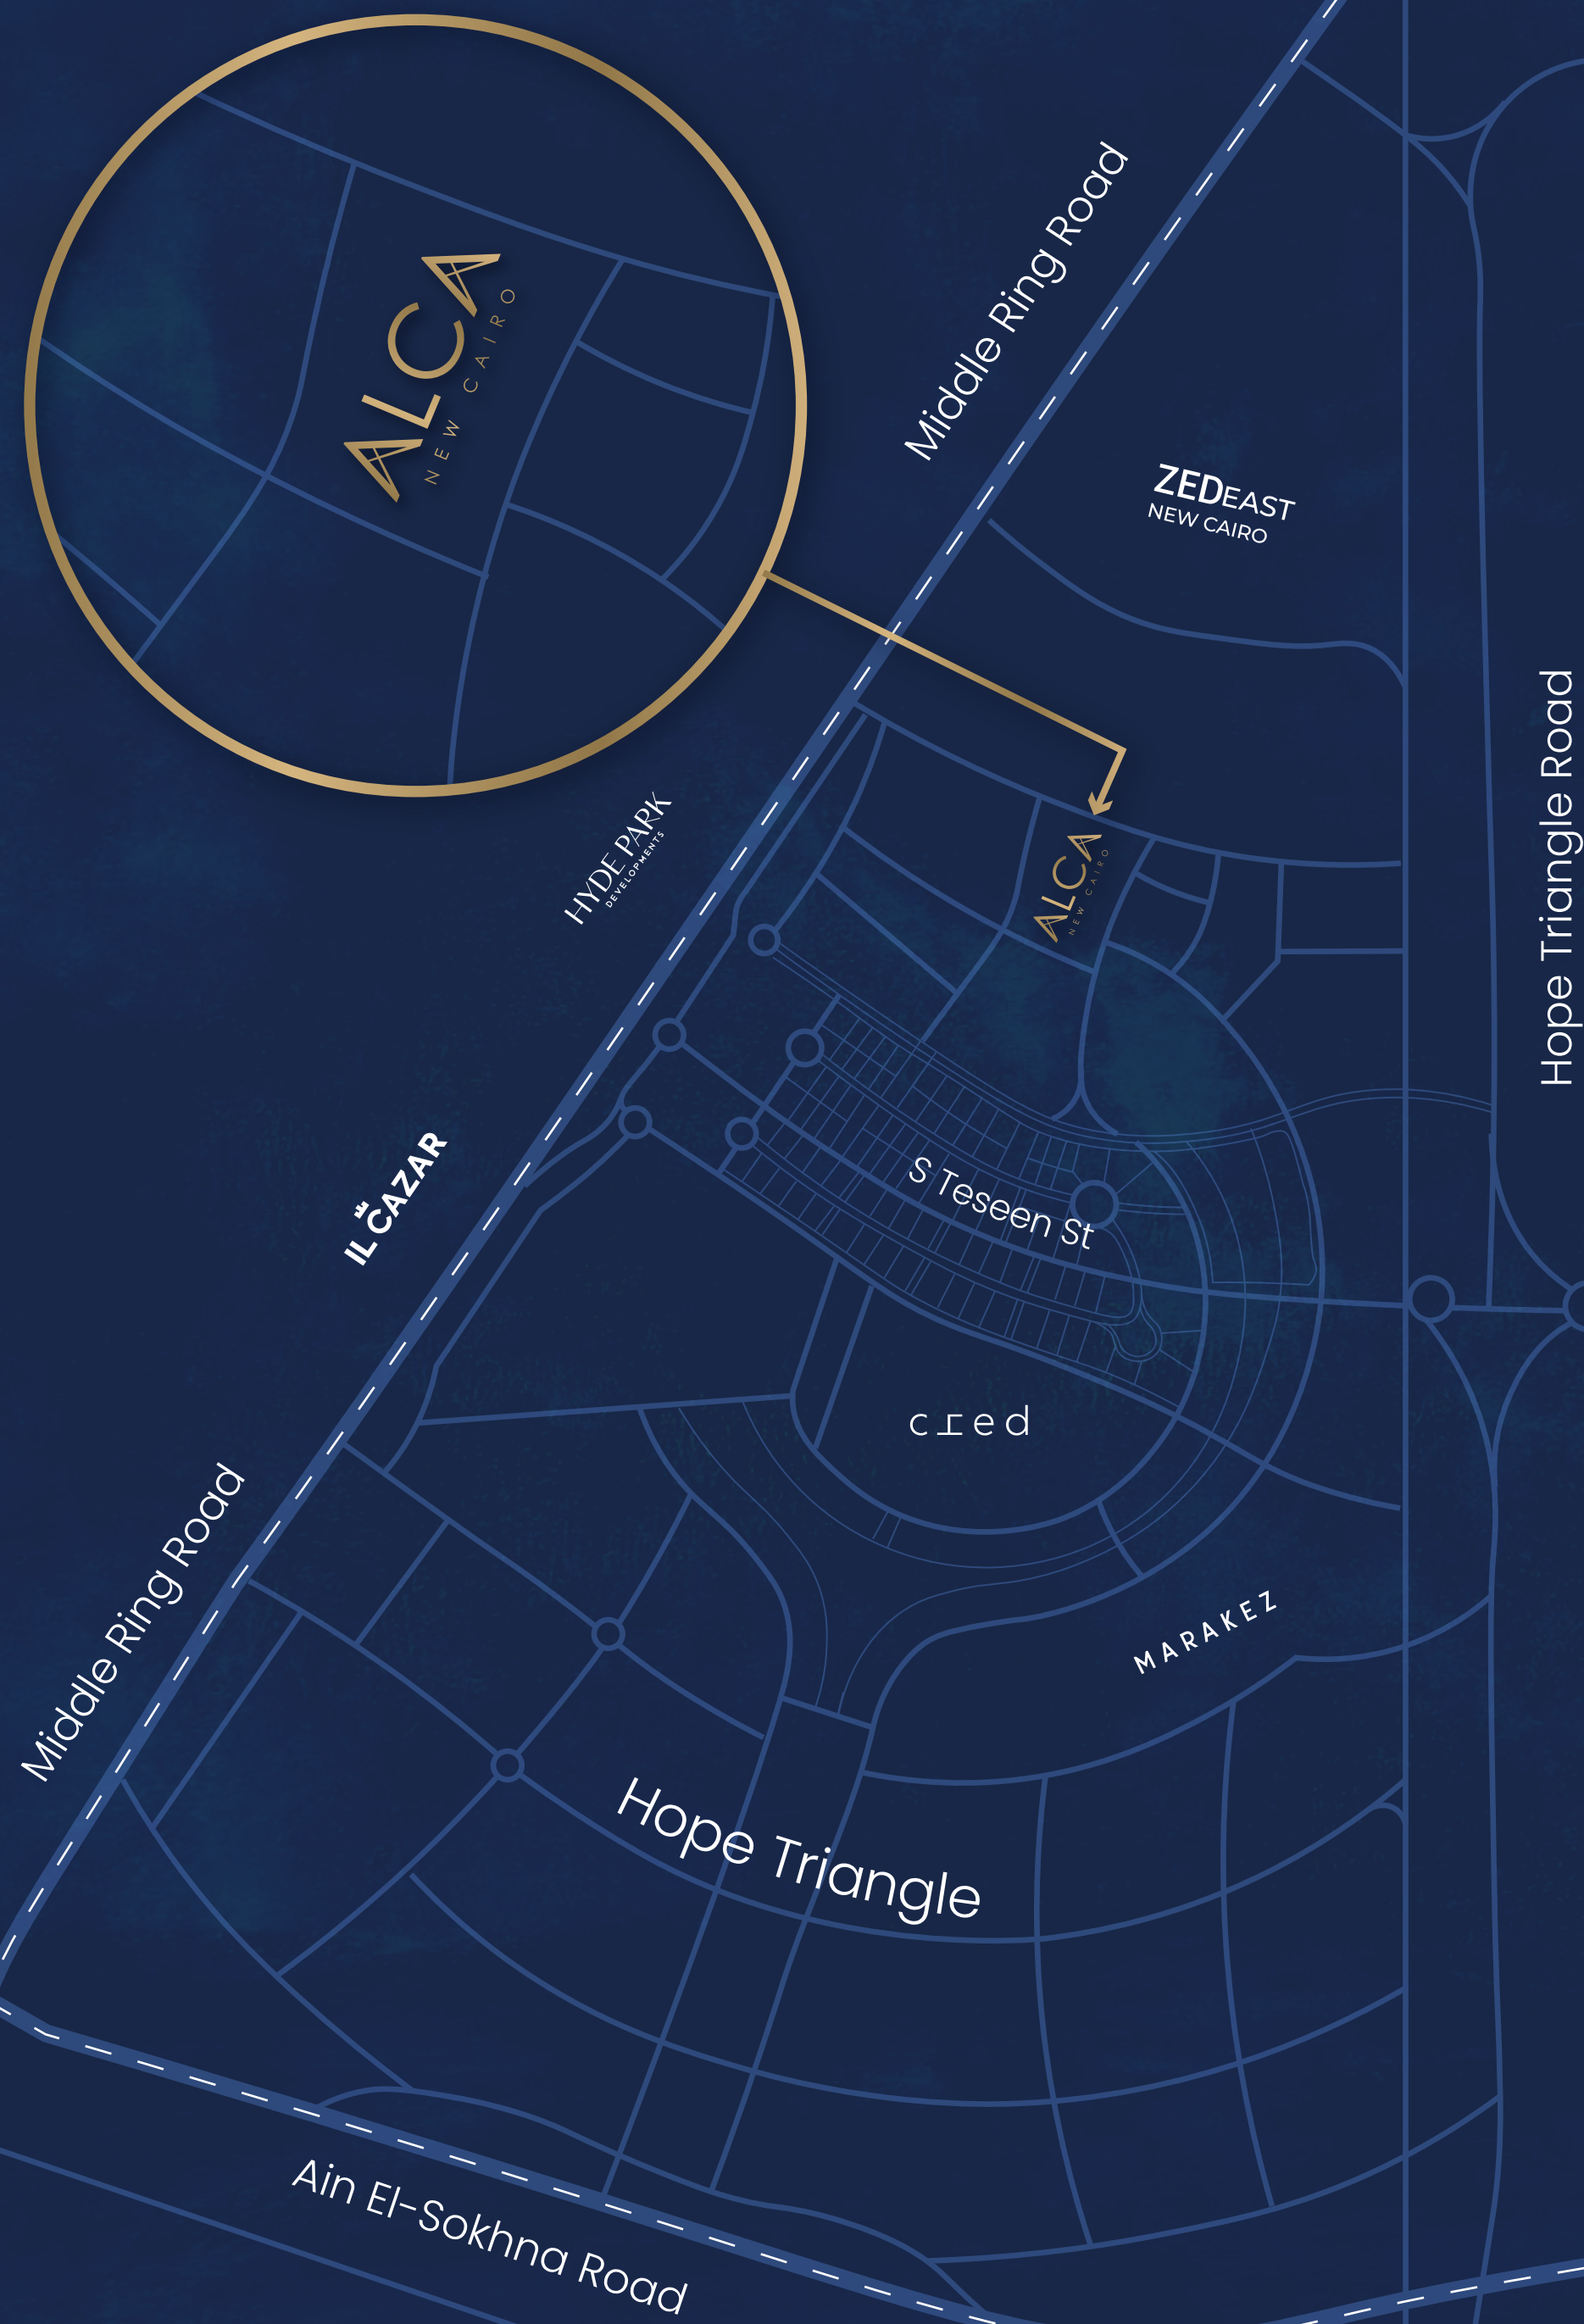 Middle Ring Road
ALCA
NEW CAIRO
ZEDEAST
NEW CAIRO
Hope Triangle Road
HYDE PARK
DEVELOPMENTS
ALCA
NEW CAIRO
IL CAZAR
S Teseen St
cred
Middle Ring Road
MARAKEZ
Hope Triangle
Ain El-Sokhna Road